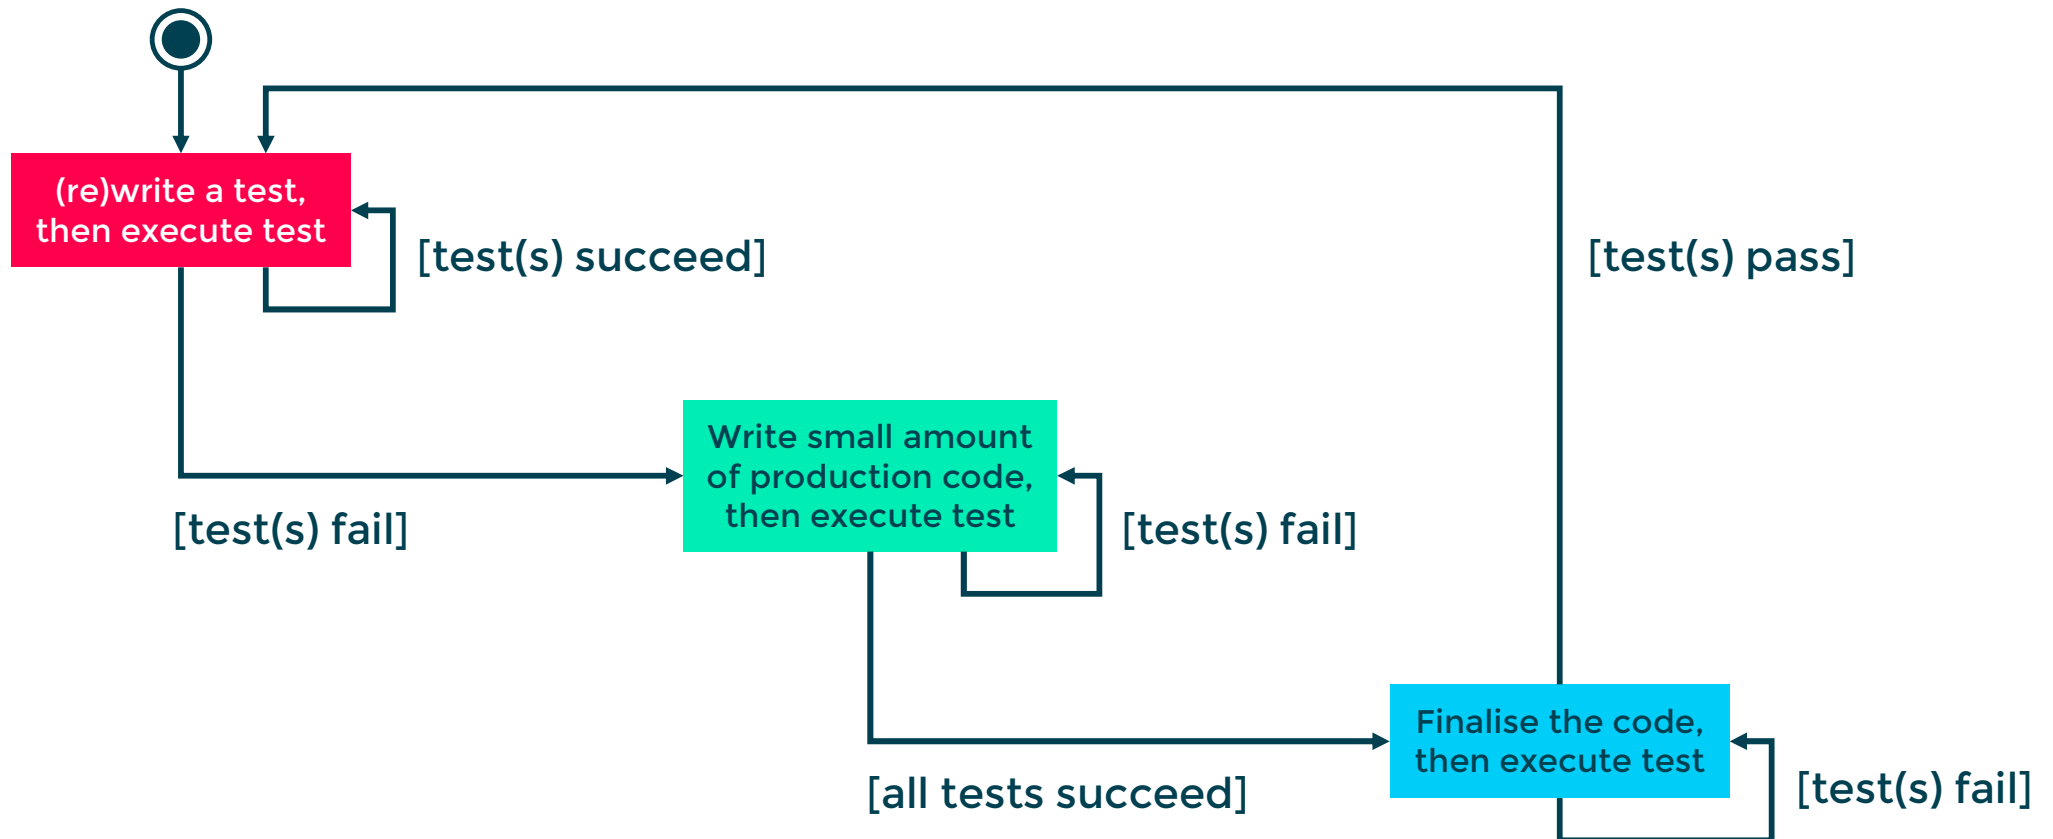 (re)write a test,
then execute test
[test(s) succeed]
[test(s) pass]
Write small amount
of production code,
then execute test
[test(s) fail]
[test(s) fail]
Finalise the code,
then execute test
[all tests succeed]
[test(s) fail]